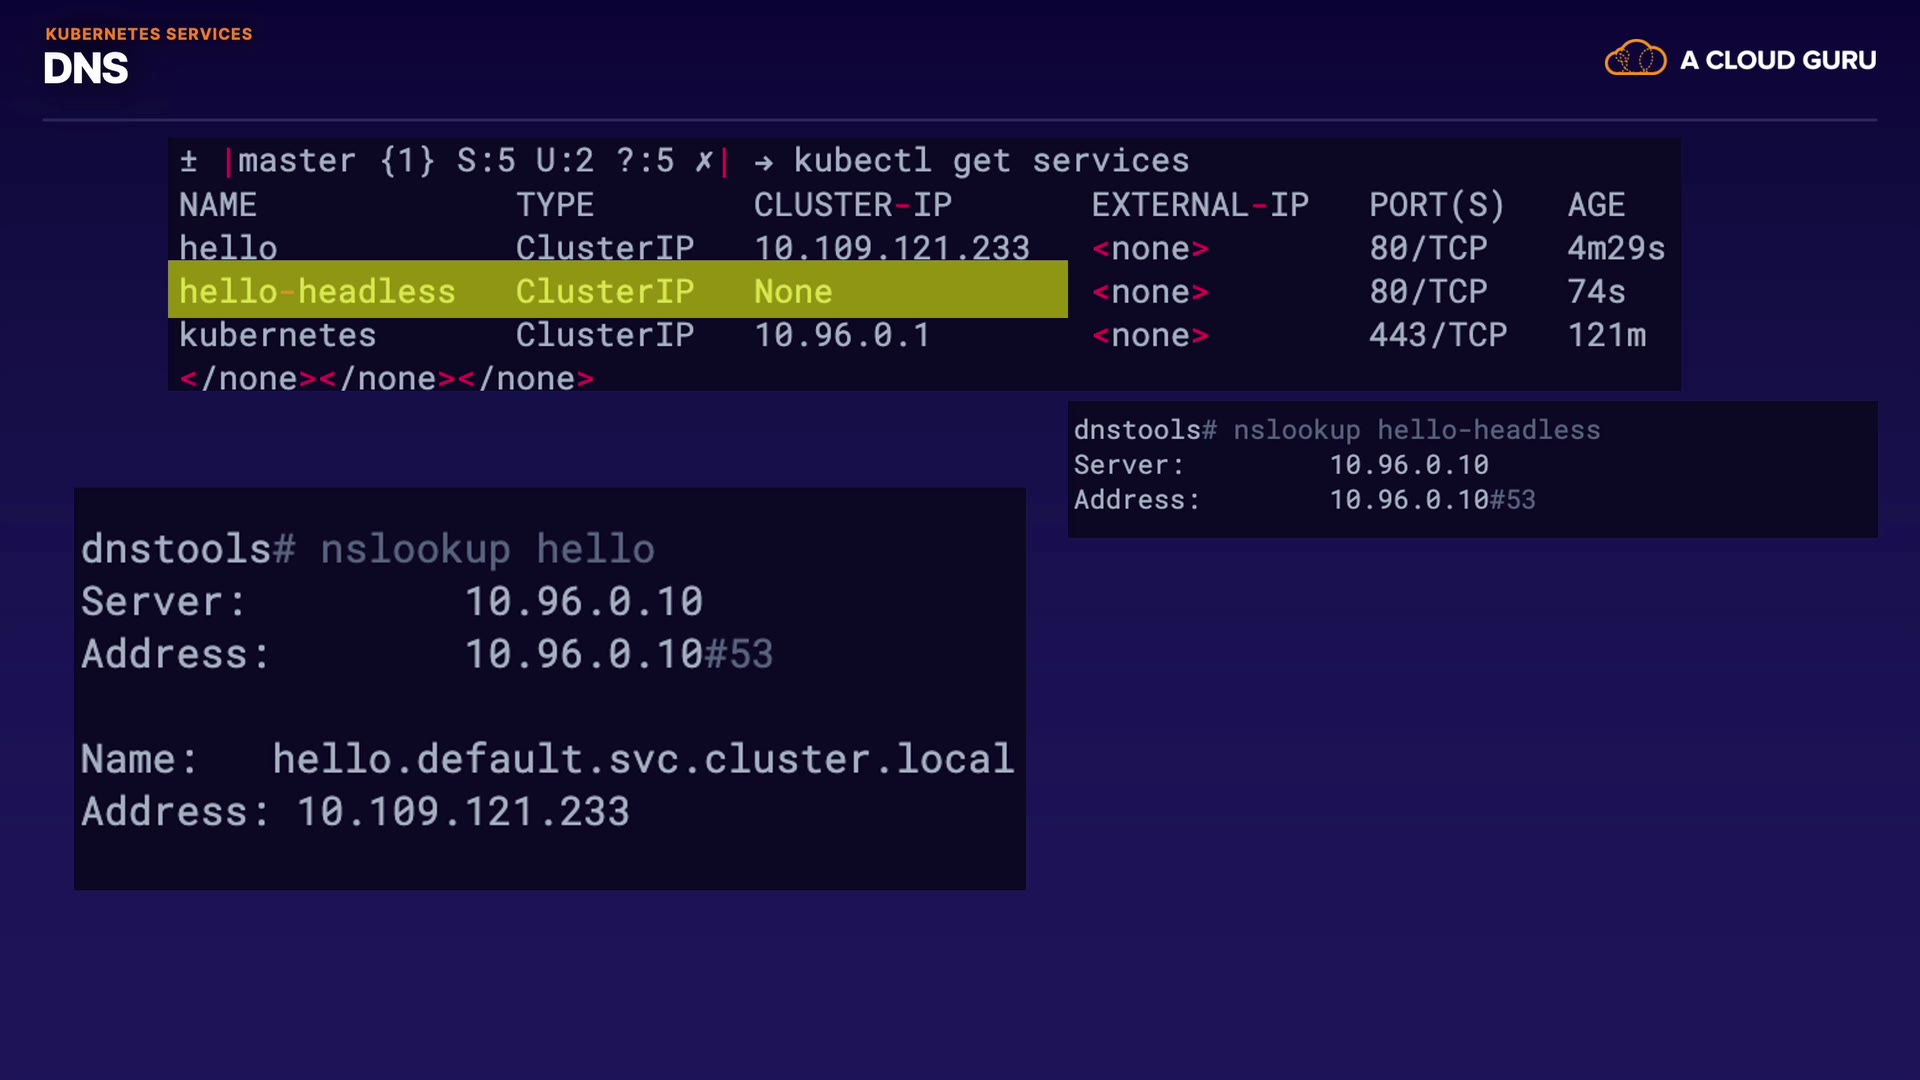 KUBERNETES SERVICES
DNS
A CLOUD GURU
± |master {1} S:5 U:2 ?:5 ✗| → kubectl get services
NAME TYPE CLUSTER-IP EXTERNAL-IP PORT(S) AGE
hello ClusterIP 10.109.121.233 <none> 80/TCP 4m29s
hello-headless ClusterIP None <none> 80/TCP 74s
kubernetes ClusterIP 10.96.0.1 <none> 443/TCP 121m
</none></none></none>
dnstools# nslookup hello-headless
Server: 10.96.0.10
Address: 10.96.0.10#53
dnstools# nslookup hello
Server: 10.96.0.10
Address: 10.96.0.10#53
Name: hello.default.svc.cluster.local
Address: 10.109.121.233